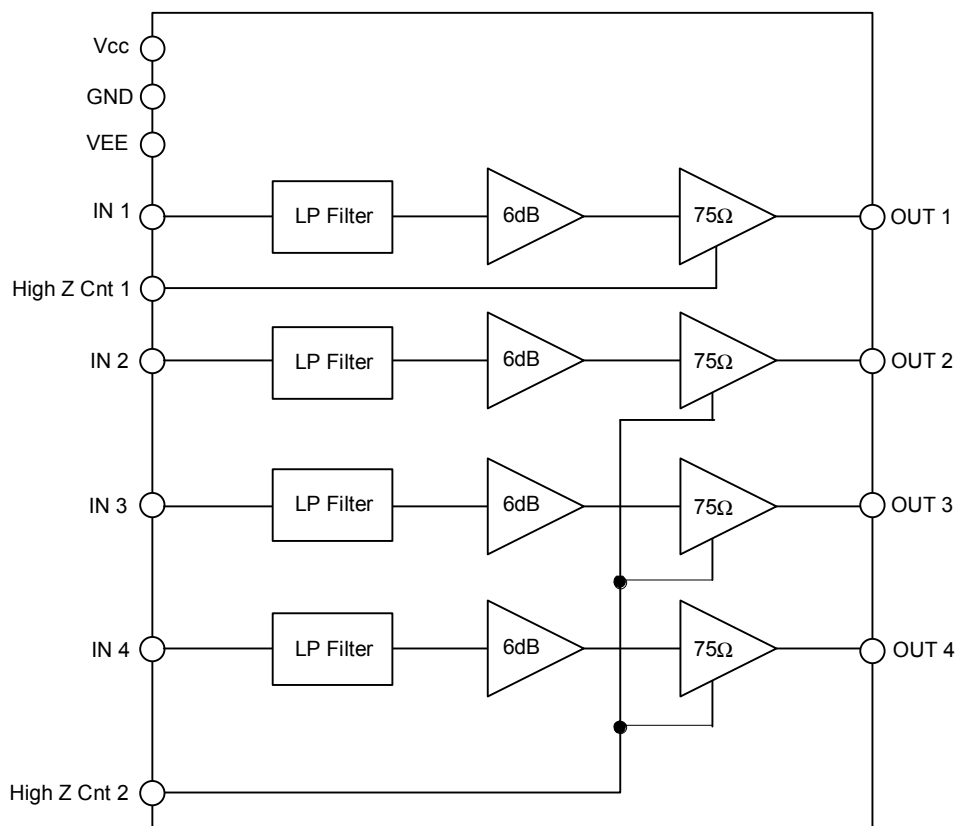 Vcc
GND
VEE
IN 1 LP Filter 6dB 75Ω OUT 1
High Z Cnt 1
IN 2 LP Filter 6dB 75Ω OUT 2
IN 3 LP Filter 6dB 75Ω OUT 3
IN 4 LP Filter 6dB 75Ω OUT 4
High Z Cnt 2